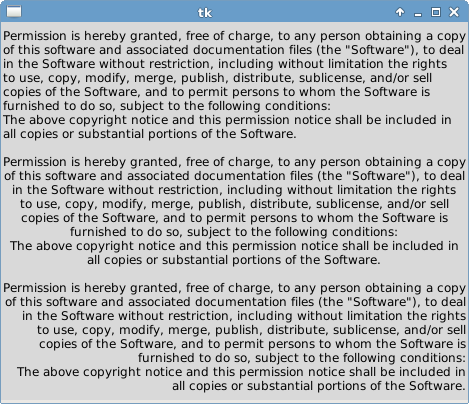 tk
Permission is hereby granted, free of charge, to any person obtaining a copy
of this software and associated documentation files (the "Software"), to deal
in the Software without restriction, including without limitation the rights
to use, copy, modify, merge, publish, distribute, sublicense, and/or sell
copies of the Software, and to permit persons to whom the Software is
furnished to do so, subject to the following conditions:
The above copyright notice and this permission notice shall be included in
all copies or substantial portions of the Software.
Permission is hereby granted, free of charge, to any person obtaining a copy
of this software and associated documentation files (the "Software"), to deal
in the Software without restriction, including without limitation the rights
to use, copy, modify, merge, publish, distribute, sublicense, and/or sell
copies of the Software, and to permit persons to whom the Software is
furnished to do so, subject to the following conditions:
The above copyright notice and this permission notice shall be included in
all copies or substantial portions of the Software.
Permission is hereby granted, free of charge, to any person obtaining a copy
of this software and associated documentation files (the "Software"), to deal
in the Software without restriction, including without limitation the rights
to use, copy, modify, merge, publish, distribute, sublicense, and/or sell
copies of the Software, and to permit persons to whom the Software is
furnished to do so, subject to the following conditions:
The above copyright notice and this permission notice shall be included in
all copies or substantial portions of the Software.